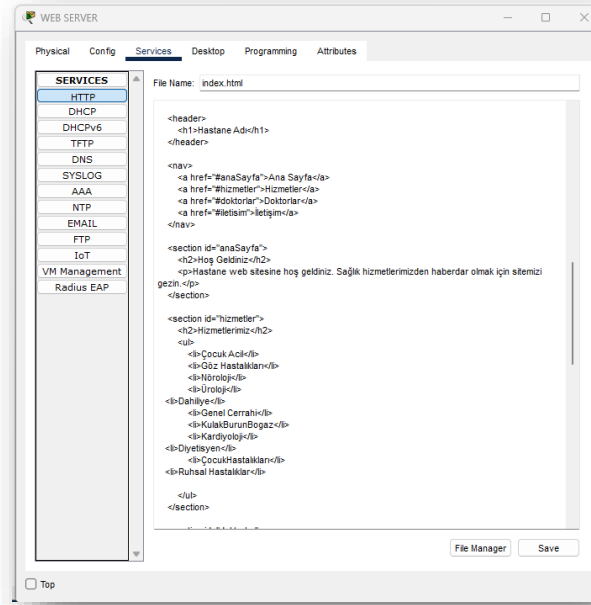 WEB SERVER
Physical Config Services Desktop Programming Attributes
SERVICES
HTTP
DHCP
DHCPv6
TFTP
DNS
SYSLOG
AAA
NTP
EMAIL
FTP
IoT
VM Management
Radius EAP
File Name: index.html
<header>
<h1>Hastane Adı</h1>
</header>
<nav>
<a href="#anaSayfa">Ana Sayfa</a>
<a href="#hizmetler">Hizmetler</a>
<a href="#doktorlar">Doktorlar</a>
<a href="#iletisim">İletişim</a>
</nav>
<section id="anaSayfa">
<h2>Hoş Geldiniz</h2>
<p>Hastane web sitesine hoş geldiniz. Sağlık hizmetlerimizden haberdar olmak için sitemizi
gezin.</p>
</section>
<section id="hizmetler">
<h2>Hizmetlerimiz</h2>
<ul>
<li>Çocuk Acil</li>
<li>Göz Hastalıkları</li>
<li>Nöroloji</li>
<li>Üroloji</li>
<li>Dahiliye</li>
<li>Genel Cerrahi</li>
<li>KulakBurunBogaz</li>
<li>Kardiyoloji</li>
<li>Diyetisyen</li>
<li>ÇocukHastalıkları</li>
<li>Ruhsal Hastalıklar</li>
</ul>
</section>
File Manager Save
Top